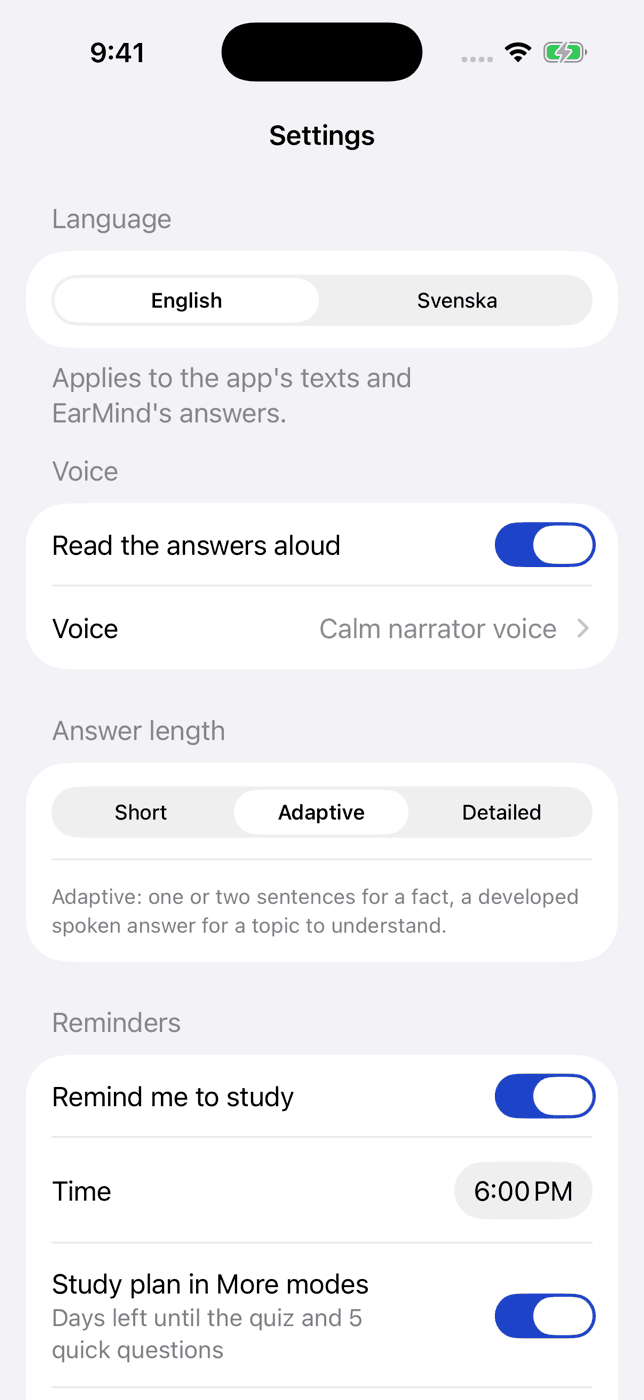 9:41
Settings
Language
English Svenska
Applies to the app's texts and
EarMind's answers.
Voice
Read the answers aloud
Voice Calm narrator voice
Answer length
Short Adaptive Detailed
Adaptive: one or two sentences for a fact, a developed
spoken answer for a topic to understand.
Reminders
Remind me to study
Time 6:00 PM
Study plan in More modes
Days left until the quiz and 5
quick questions